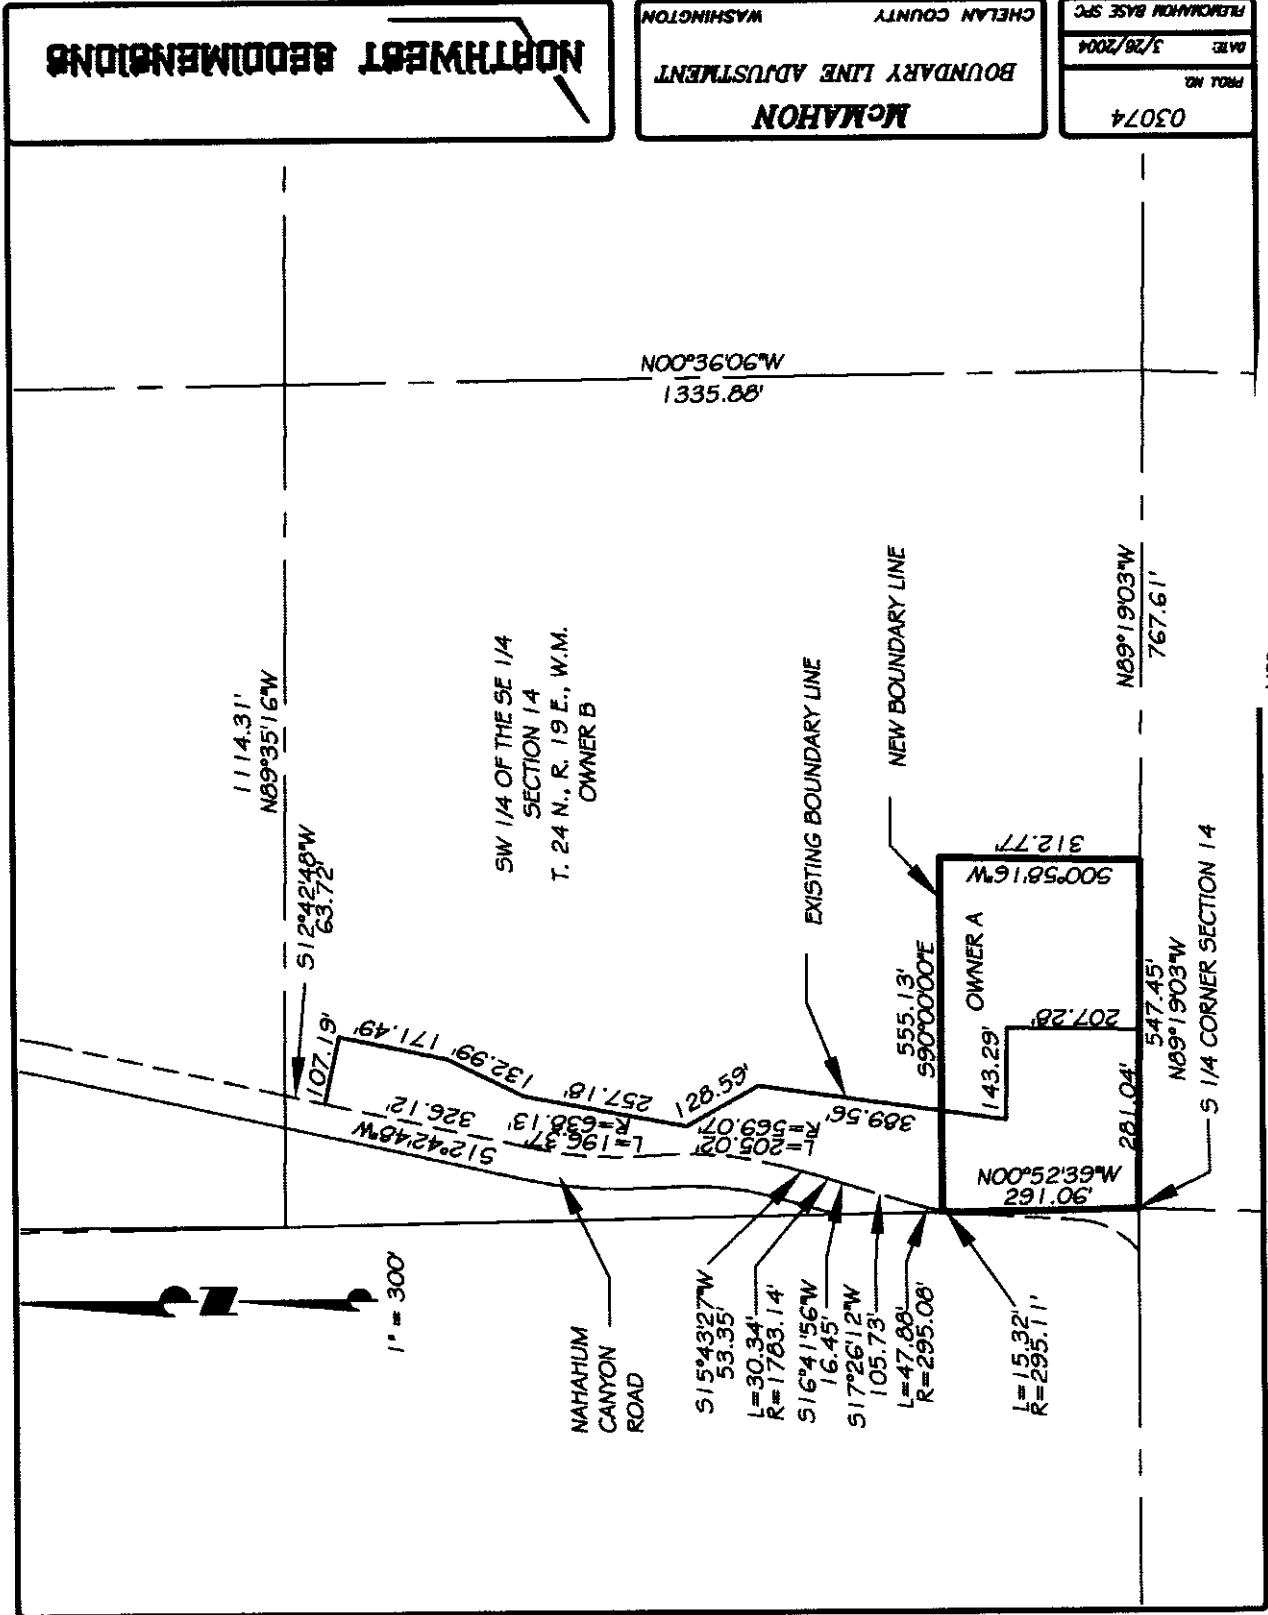 1114.31'
N89°35'16"W
S12°42'48"W
63.72'
107.19'
171.49'
132.99'
257.18'
128.59'
389.56'
326.12'
S12°42'48"W
L=196.37'
R=638.13'
L=205.02'
R=569.07'
SW 1/4 OF THE SE 1/4
SECTION 14
T. 24 N., R. 19 E., W.M.
OWNER B
N00°36'06"W
1335.88'
EXISTING BOUNDARY LINE
NEW BOUNDARY LINE
555.13'
S90°00'00"E
OWNER A
143.29'
207.28'
281.04'
S00°58'16"W
312.77'
N00°52'39"W
291.06'
547.45'
N89°19'03"W
N89°19'03"W
767.61'
S 1/4 CORNER SECTION 14
1" = 300'
N
NAHAHUM
CANYON
ROAD
S15°43'27"W
53.35'
L=30.34'
R=1783.14'
S16°41'56"W
16.45'
S17°26'12"W
105.73'
L=47.88'
R=295.08'
L=15.32'
R=295.11'
NORTHWEST GEODIMENSIONS
McMAHON
BOUNDARY LINE ADJUSTMENT
CHELAN COUNTY WASHINGTON
03074
PROJ. NO.
DATE: 3/26/2004
FILE: MCMAHON BASE SPC